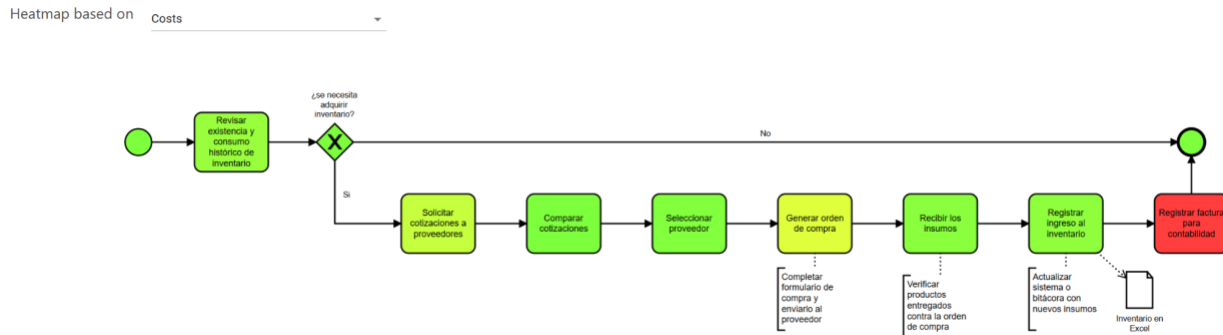 Heatmap based on
Costs
¿se necesita
adquirir
inventario?
Revisar
existencia y
consumo
histórico de
inventario
No
Si
Solicitar
cotizaciones a
proveedores
Comparar
cotizaciones
Seleccionar
proveedor
Generar orden
de compra
Recibir los
insumos
Registrar
ingreso al
inventario
Registrar factura
para
contabilidad
Completar
formulario de
compra y
enviarlo al
proveedor
Verificar
productos
entregados
contra la orden
de compra
Actualizar
sistema o
bitácora con
nuevos insumos
Inventario en
Excel